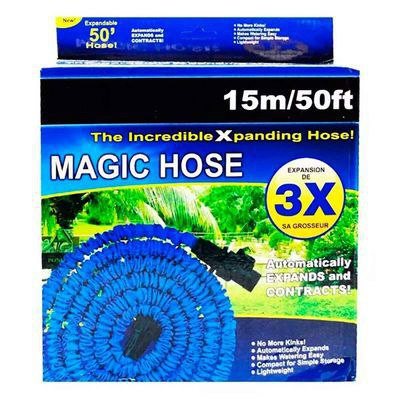 New!
Expandable
50'
Hose!
Automatically
EXPANDS and
CONTRACTS!
• No More Kinks!
• Automatically Expands
• Makes Watering Easy
• Compact for Simple Storage
• Lightweight
15m/50ft
The Incredible Xpanding Hose!
MAGIC HOSE
EXPANSION
DE
3X
SA GROSSEUR
Automatically
EXPANDS and
CONTRACTS!
• No More Kinks!
• Automatically Expands
• Makes Watering Easy
• Compact for Simple Storage
• Lightweight